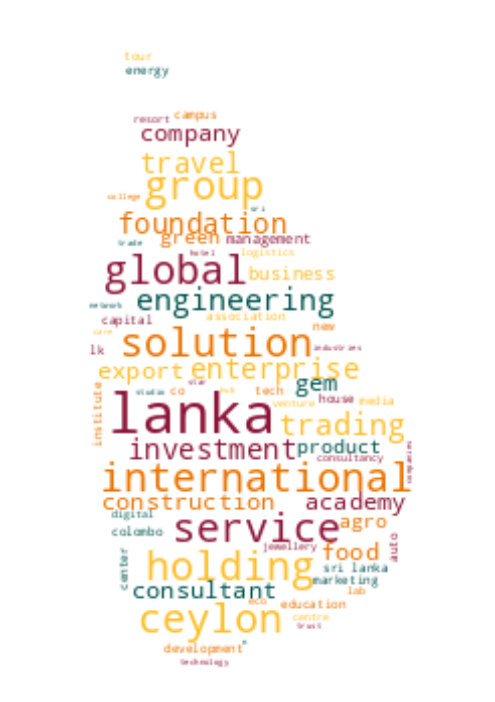 tour
energy
resort campus
company
travel
group
college
sri
foundation
trade green management
hotel logistics
global business
network engineering
capital association
care new
solution
lk industries
export enterprise
star gem
studio co hub tech
institute
lanka venture house media
trading
investment product
consultancy
companies
international
construction academy
digital agro
colombo service
jewellery auto
center holding food
sri lanka
marketing
consultant lab
eco education
ceylon centre
trust
development
technology